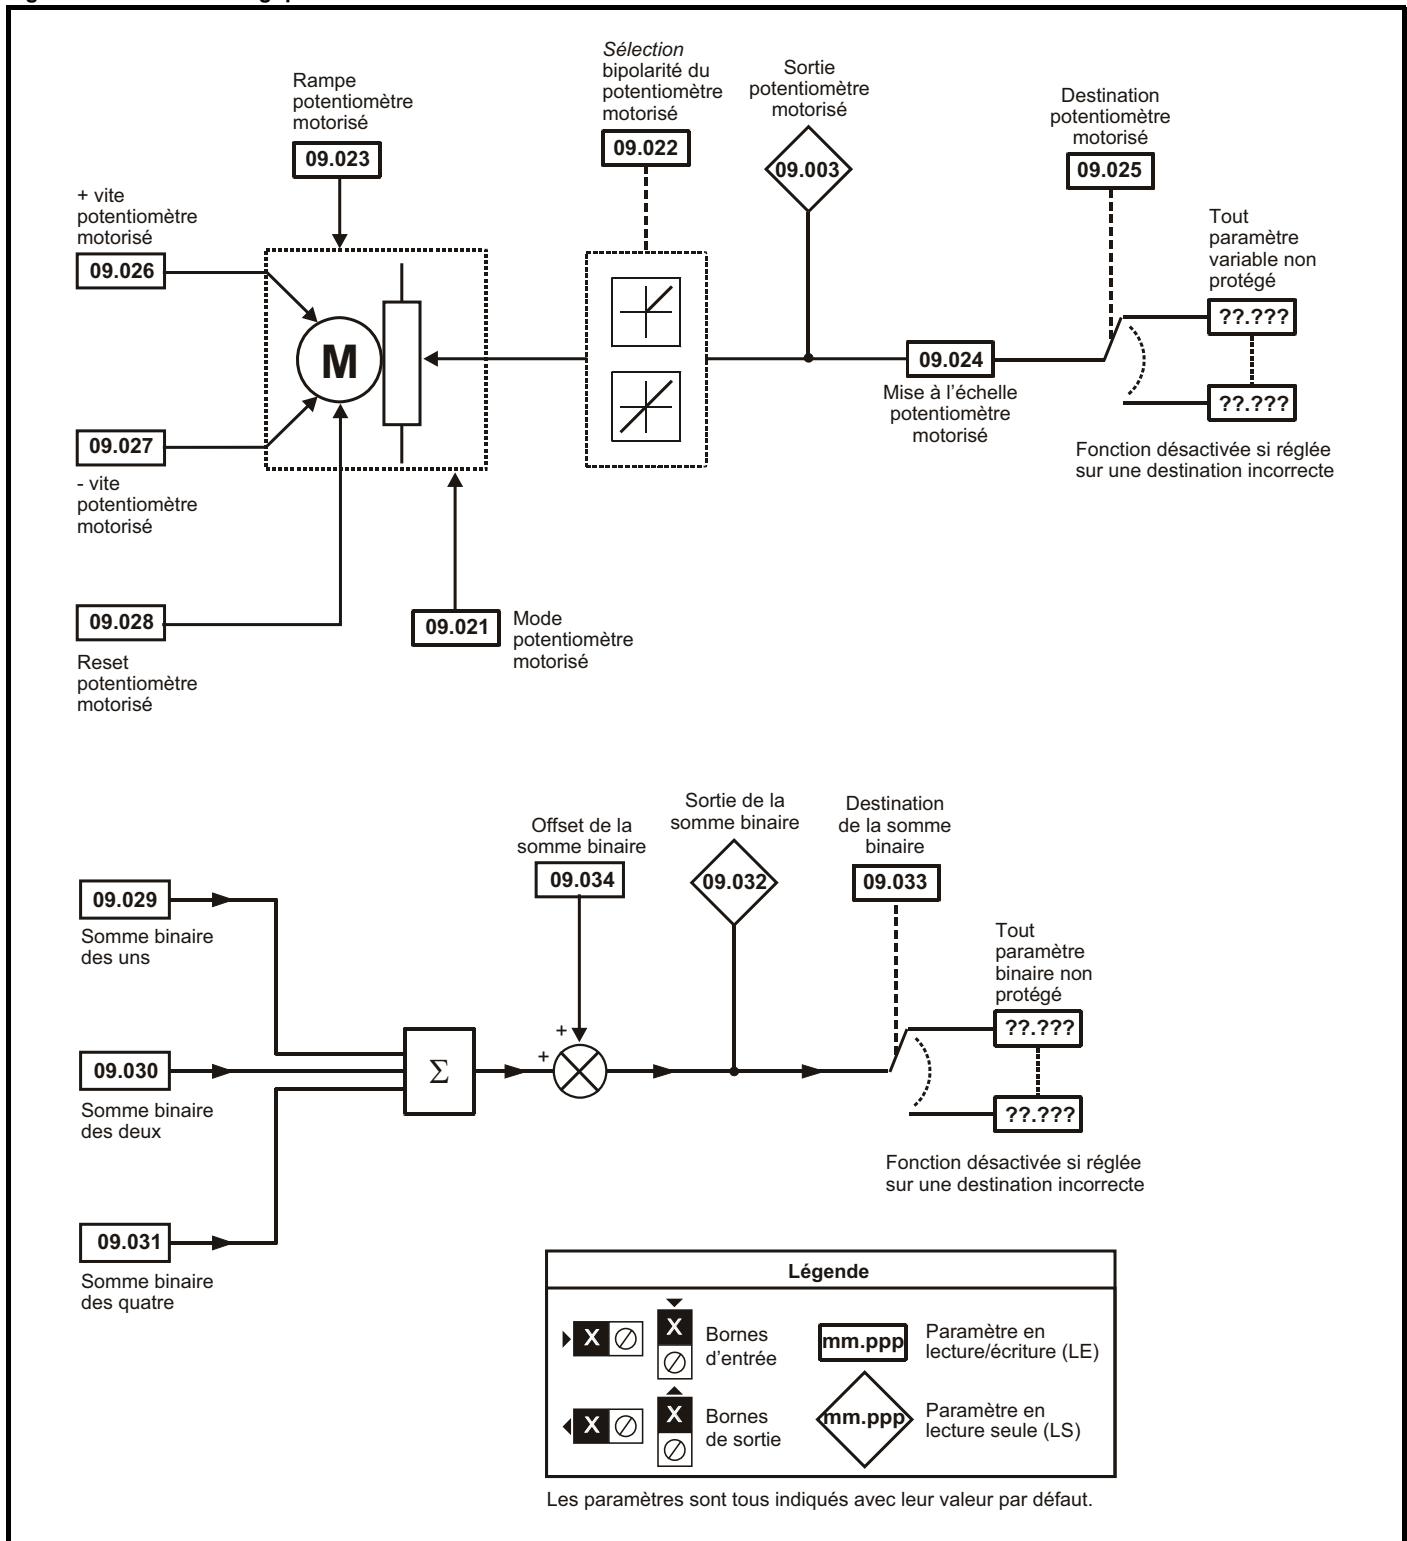 Rampe
potentiomètre
motorisé
09.023
Sélection
bipolarité du
potentiomètre
motorisé
09.022
Sortie
potentiomètre
motorisé
09.003
Destination
potentiomètre
motorisé
09.025
+ vite
potentiomètre
motorisé
09.026
Tout
paramètre
variable non
protégé
??.???
??.???
M
09.024
Mise à l'échelle
potentiomètre
motorisé
Fonction désactivée si réglée
sur une destination incorrecte
09.027
- vite
potentiomètre
motorisé
09.028
Reset
potentiomètre
motorisé
09.021
Mode
potentiomètre
motorisé
Offset de la
somme binaire
09.034
Sortie de la
somme binaire
09.032
Destination
de la somme
binaire
09.033
09.029
Somme binaire
des uns
Tout
paramètre
binaire non
protégé
??.???
??.???
09.030
Somme binaire
des deux
Σ
+
+
Fonction désactivée si réglée
sur une destination incorrecte
09.031
Somme binaire
des quatre
Légende
X
X
Bornes
d'entrée
mm.ppp
Paramètre en
lecture/écriture (LE)
X
X
Bornes
de sortie
mm.ppp
Paramètre en
lecture seule (LS)
Les paramètres sont tous indiqués avec leur valeur par défaut.